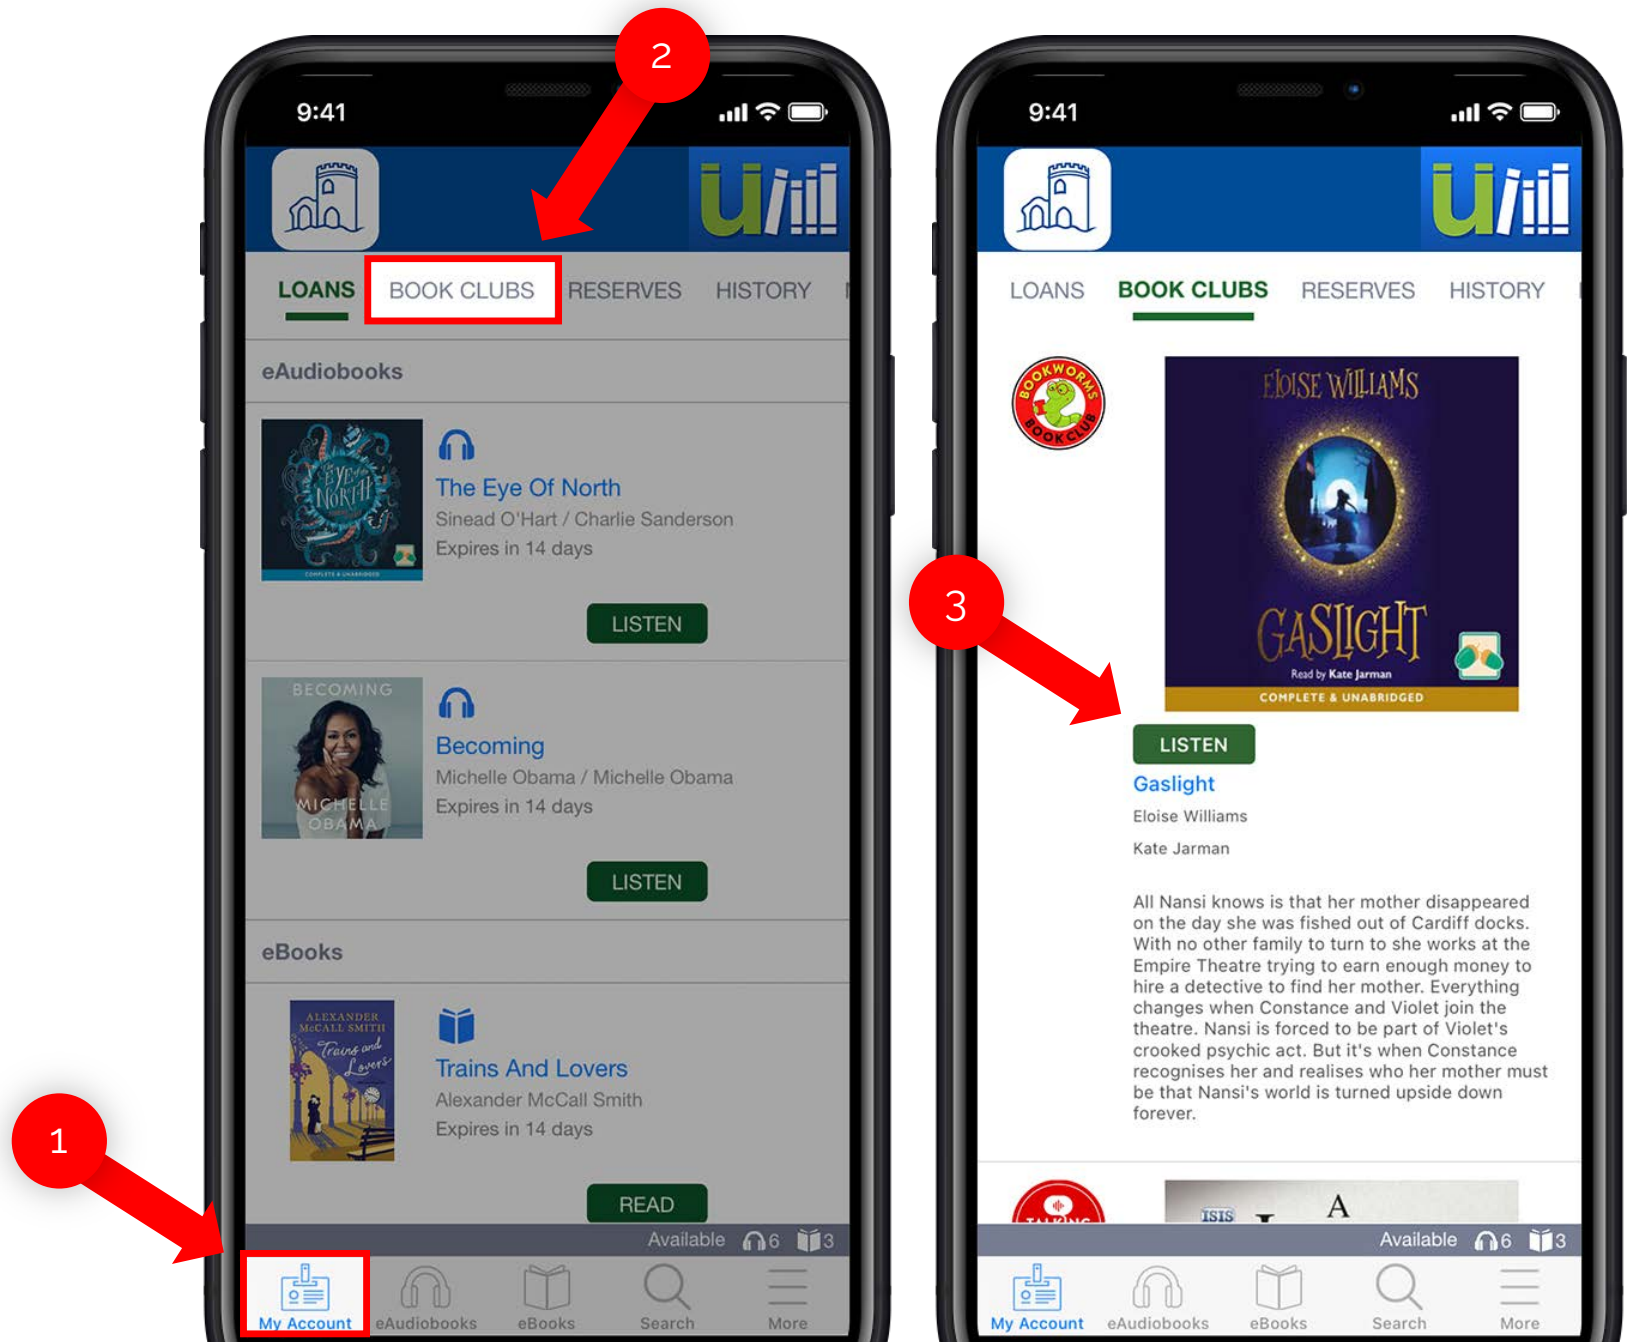 2
9:41
LOANS BOOK CLUBS RESERVES HISTORY
eAudiobooks
THE EYE of the NORTH
COMPLETE & UNABRIDGED
The Eye Of North
Sinead O'Hart / Charlie Sanderson
Expires in 14 days
LISTEN
BECOMING
MICHELLE
OBAMA
Becoming
Michelle Obama / Michelle Obama
Expires in 14 days
LISTEN
eBooks
ALEXANDER
McCALL SMITH
Trains and
Lovers
Trains And Lovers
Alexander McCall Smith
Expires in 14 days
READ
1
Available 6 3
My Account eAudiobooks eBooks Search More
9:41
u
LOANS BOOK CLUBS RESERVES HISTORY
BOOKWORMS
BOOK CLUB
ELOISE WILLIAMS
GASLIGHT
Read by Kate Jarman
COMPLETE & UNABRIDGED
3
LISTEN
Gaslight
Eloise Williams
Kate Jarman
All Nansi knows is that her mother disappeared
on the day she was fished out of Cardiff docks.
With no other family to turn to she works at the
Empire Theatre trying to earn enough money to
hire a detective to find her mother. Everything
changes when Constance and Violet join the
theatre. Nansi is forced to be part of Violet's
crooked psychic act. But it's when Constance
recognises her and realises who her mother must
be that Nansi's world is turned upside down
forever.
TALKING
ISIS
A
Available 6 3
My Account eAudiobooks eBooks Search More